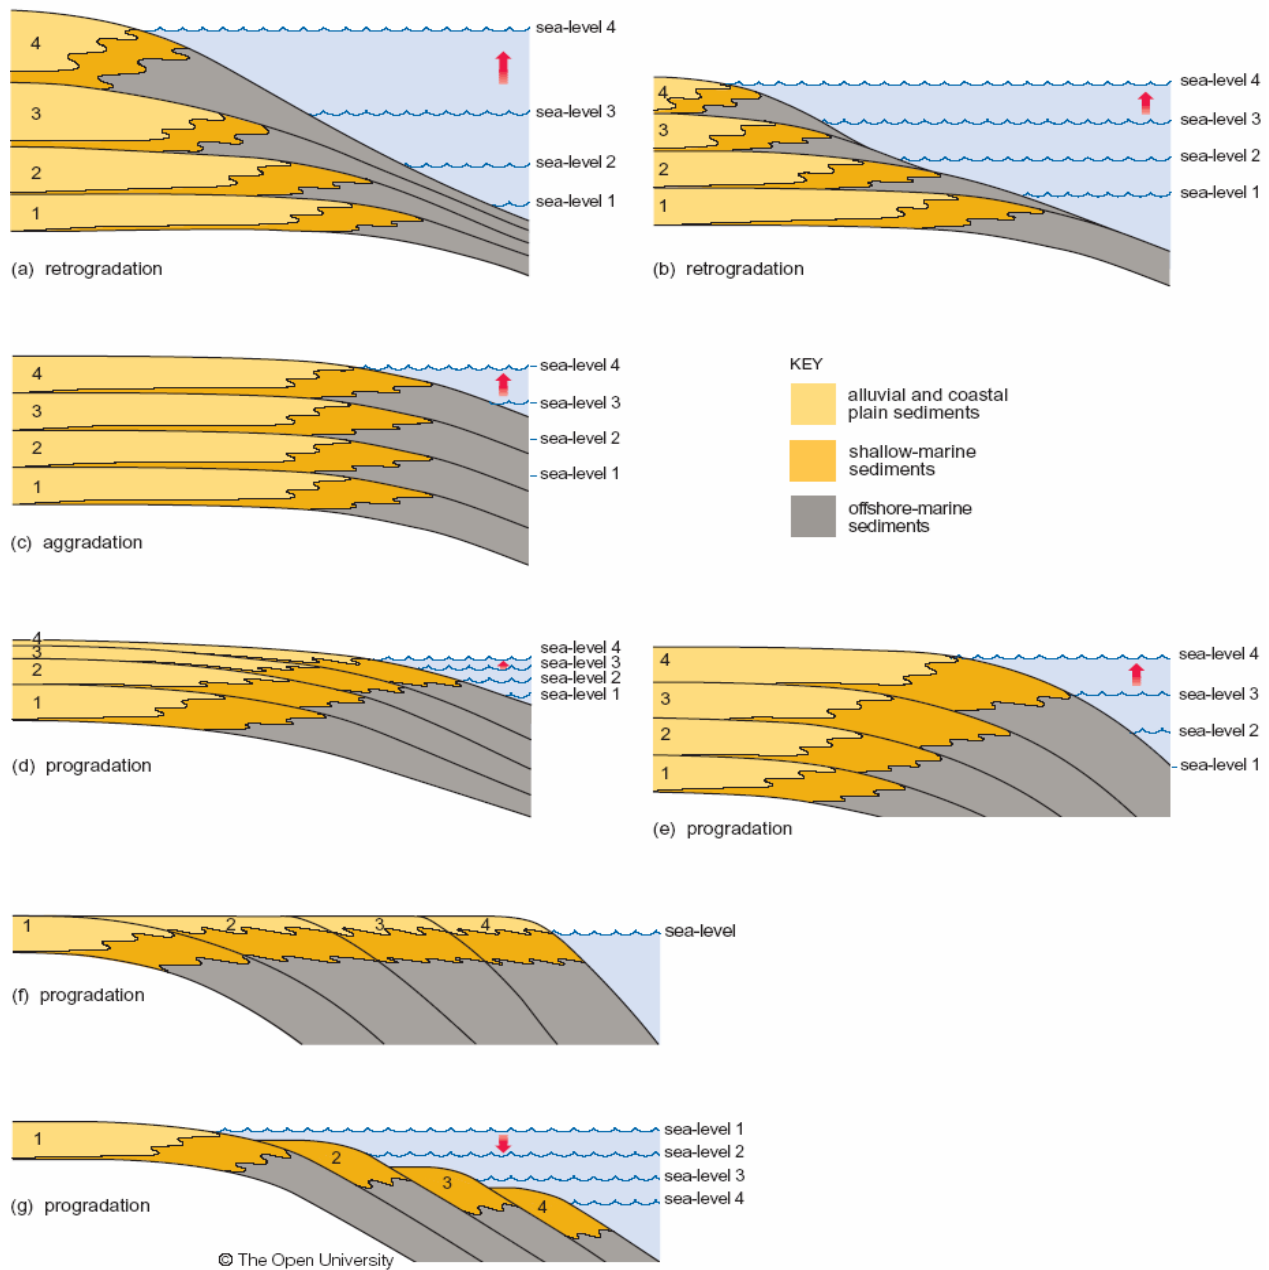 sea-level 4
4
sea-level 3
3
sea-level 2
2
sea-level 1
1
(a) retrogradation
sea-level 4
4
sea-level 3
3
sea-level 2
2
sea-level 1
1
(b) retrogradation
sea-level 4
4
sea-level 3
3
sea-level 2
2
sea-level 1
1
(c) aggradation
KEY
alluvial and coastal
plain sediments
shallow-marine
sediments
offshore-marine
sediments
4
sea-level 4
3
sea-level 3
2
sea-level 2
sea-level 1
1
(d) progradation
4
sea-level 4
3
sea-level 3
2
sea-level 2
1
sea-level 1
(e) progradation
1
2
3
4
sea-level
(f) progradation
1
sea-level 1
sea-level 2
2
sea-level 3
3
sea-level 4
4
(g) progradation
© The Open University